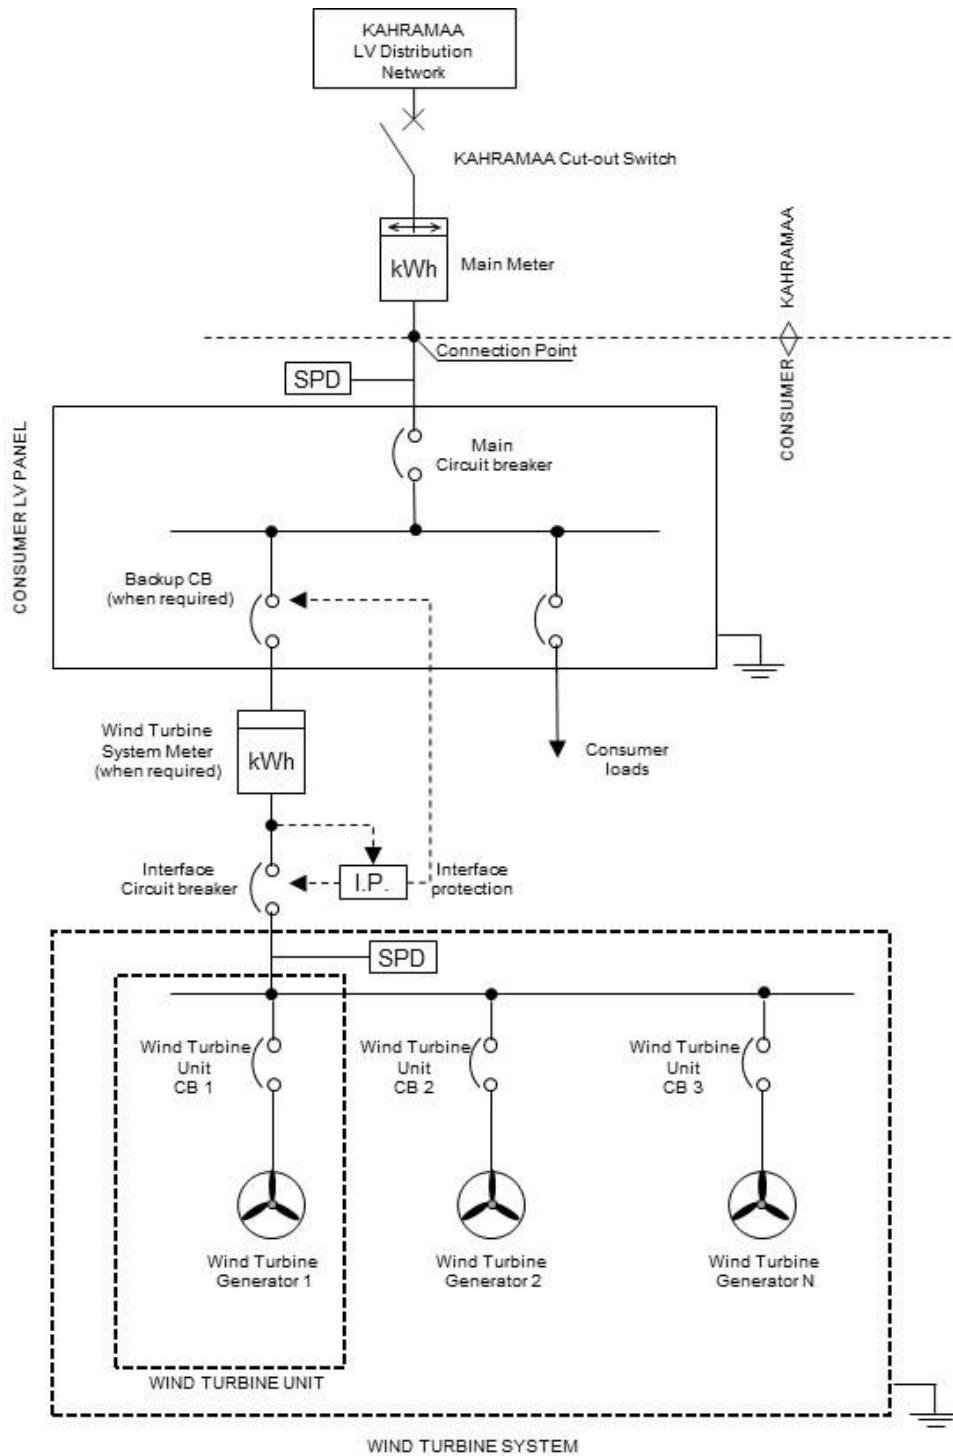 KAHRAMAA
LV Distribution
Network
KAHRAMAA Cut-out Switch
kWh
Main Meter
KAHRAMAA
CONSUMER
Connection Point
SPD
CONSUMER LV PANEL
Main
Circuit breaker
Backup CB
(when required)
Wind Turbine
System Meter
(when required)
kWh
Consumer
loads
Interface
Circuit breaker
I.P.
Interface
protection
SPD
Wind Turbine
Unit
CB 1
Wind Turbine
Unit
CB 2
Wind Turbine
Unit
CB 3
Wind Turbine
Generator 1
Wind Turbine
Generator 2
Wind Turbine
Generator N
WIND TURBINE UNIT
WIND TURBINE SYSTEM